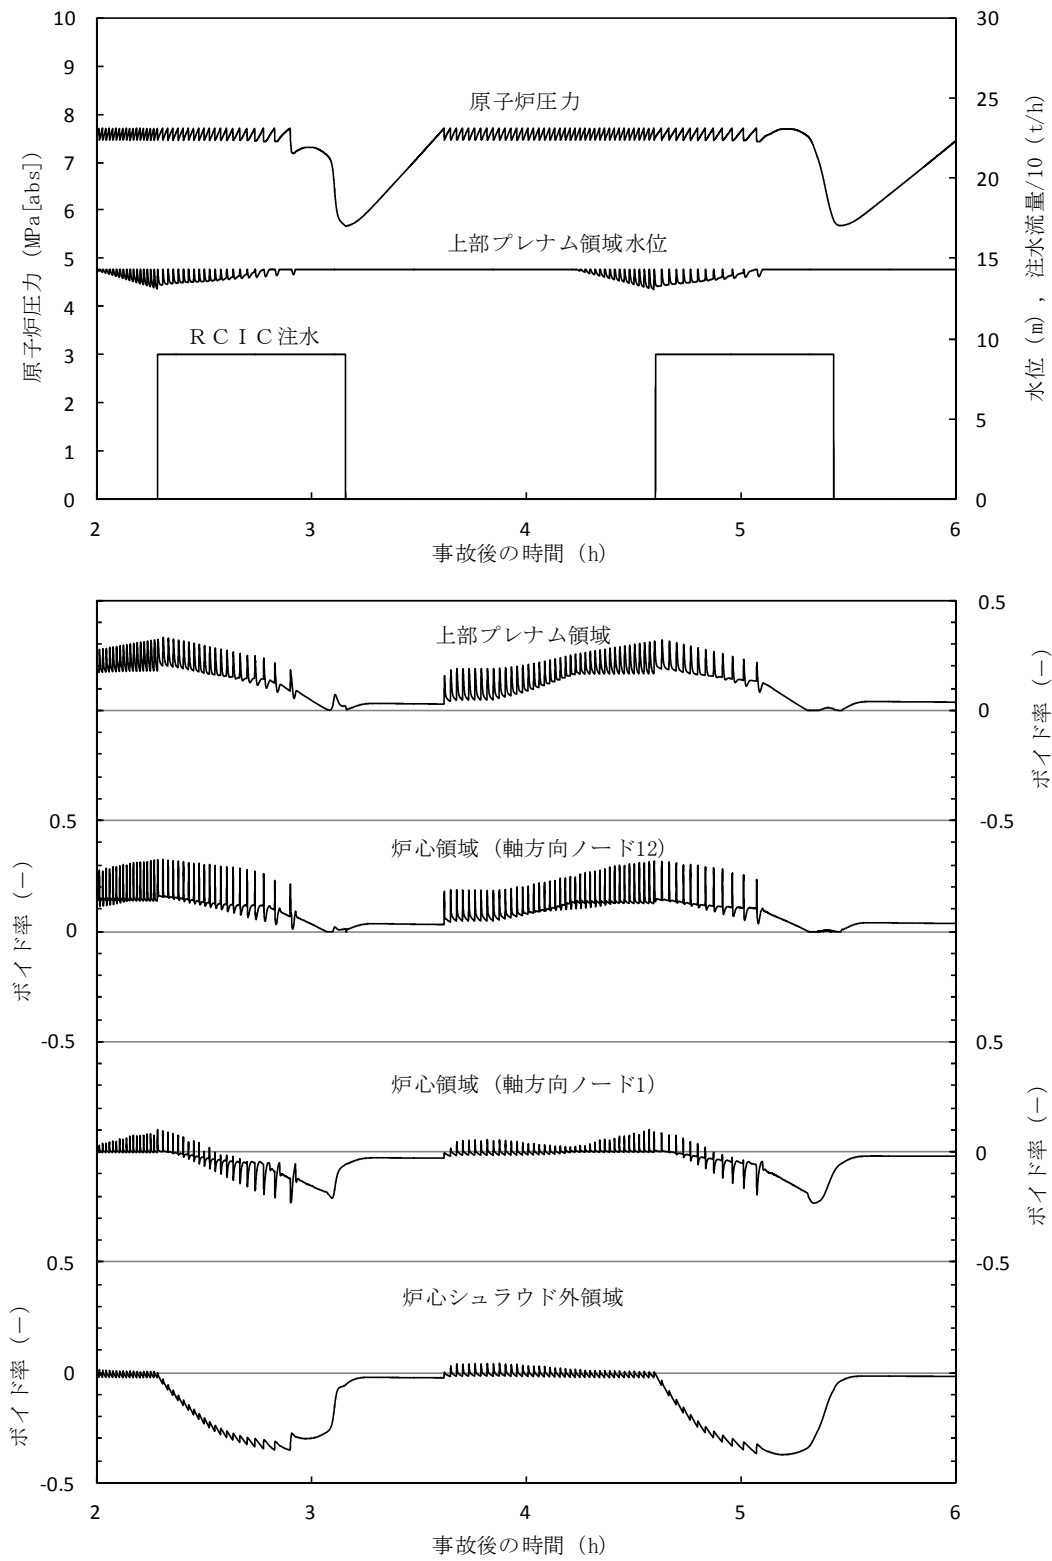 10
9
8
7
6
5
4
3
2
1
0
30
25
20
15
10
5
0
原子炉圧力 (MPa[abs])
水位 (m) , 注水流量/10 (t/h)
原子炉圧力
上部プレナム領域水位
ＲＣＩＣ注水
2
3
4
5
6
事故後の時間 (h)
上部プレナム領域
0.5
0
-0.5
ボイド率 (―)
炉心領域 (軸方向ノード12)
0.5
0
-0.5
ボイド率 (―)
炉心領域 (軸方向ノード1)
0.5
0
-0.5
ボイド率 (―)
炉心シュラウド外領域
0.5
0
-0.5
ボイド率 (―)
2
3
4
5
6
事故後の時間 (h)